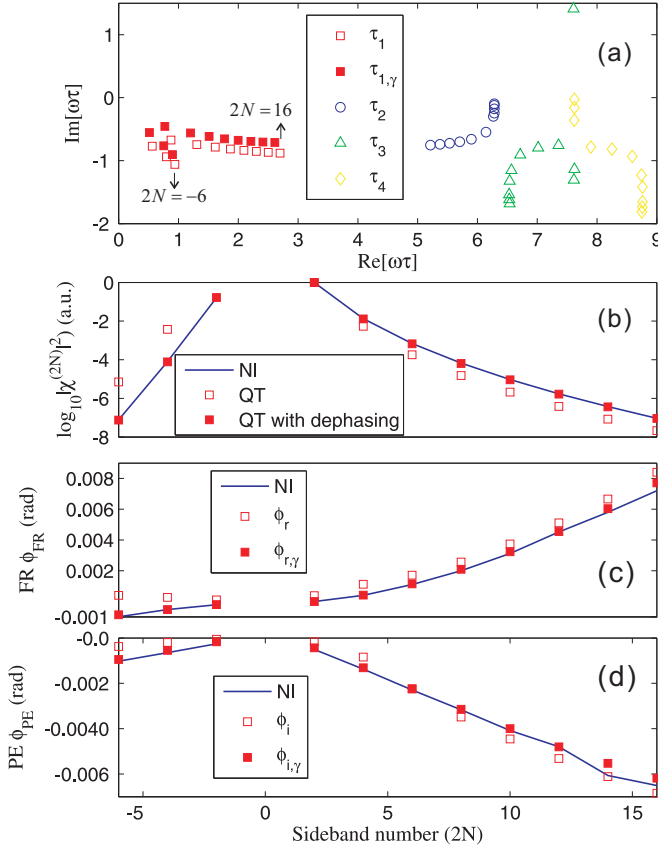 (a)
τ1
τ1,γ
τ2
τ3
τ4
2N = 16
2N = −6
Im[ωτ]
1
0
-1
-2
0 1 2 3 4 5 6 7 8 9
Re[ωτ]
(b)
log10|χ(2N)|2) (a.u.)
0
-2
-4
-6
-8
NI
QT
QT with dephasing
(c)
FR ϕFR (rad)
0.008
0.006
0.004
0.002
-0.001
NI
ϕr
ϕr,γ
(d)
PE ϕPE (rad)
-0.0
-0.002
-0.0040
-0.006
NI
ϕi
ϕi,γ
-5 0 5 10 15
Sideband number (2N)